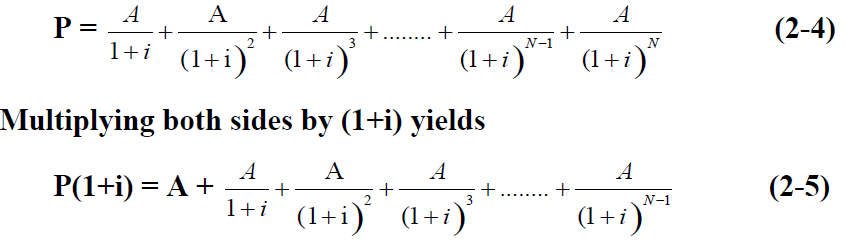 P = A/(1+i) + A/(1+i)^2 + A/(1+i)^3 + ........ + A/(1+i)^(N-1) + A/(1+i)^N (2-4)
Multiplying both sides by (1+i) yields
P(1+i) = A + A/(1+i) + A/(1+i)^2 + A/(1+i)^3 + ........ + A/(1+i)^(N-1) (2-5)